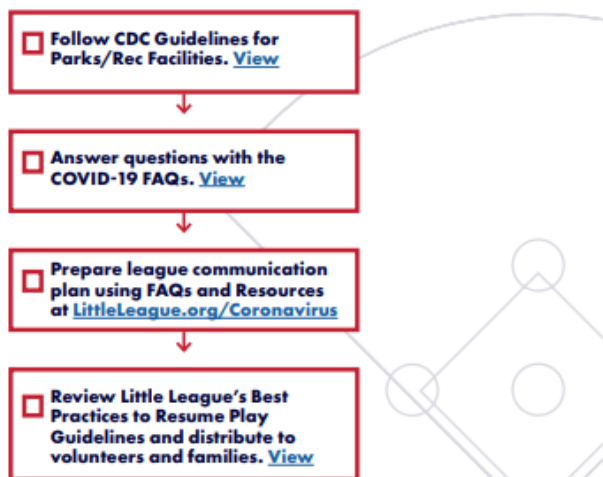 Follow CDC Guidelines for
Parks/Rec Facilities. View
Answer questions with the
COVID-19 FAQs. View
Prepare league communication
plan using FAQs and Resources
at LittleLeague.org/Coronavirus
Review Little League's Best
Practices to Resume Play
Guidelines and distribute to
volunteers and families. View